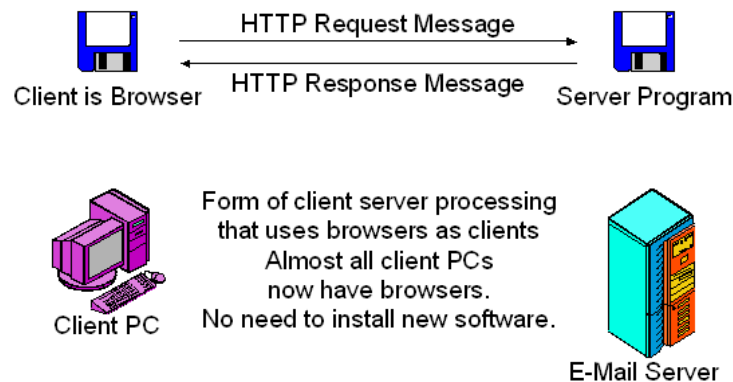 HTTP Request Message
HTTP Response Message
Client is Browser
Server Program
Form of client server processing
that uses browsers as clients
Almost all client PCs
now have browsers.
No need to install new software.
Client PC
E-Mail Server